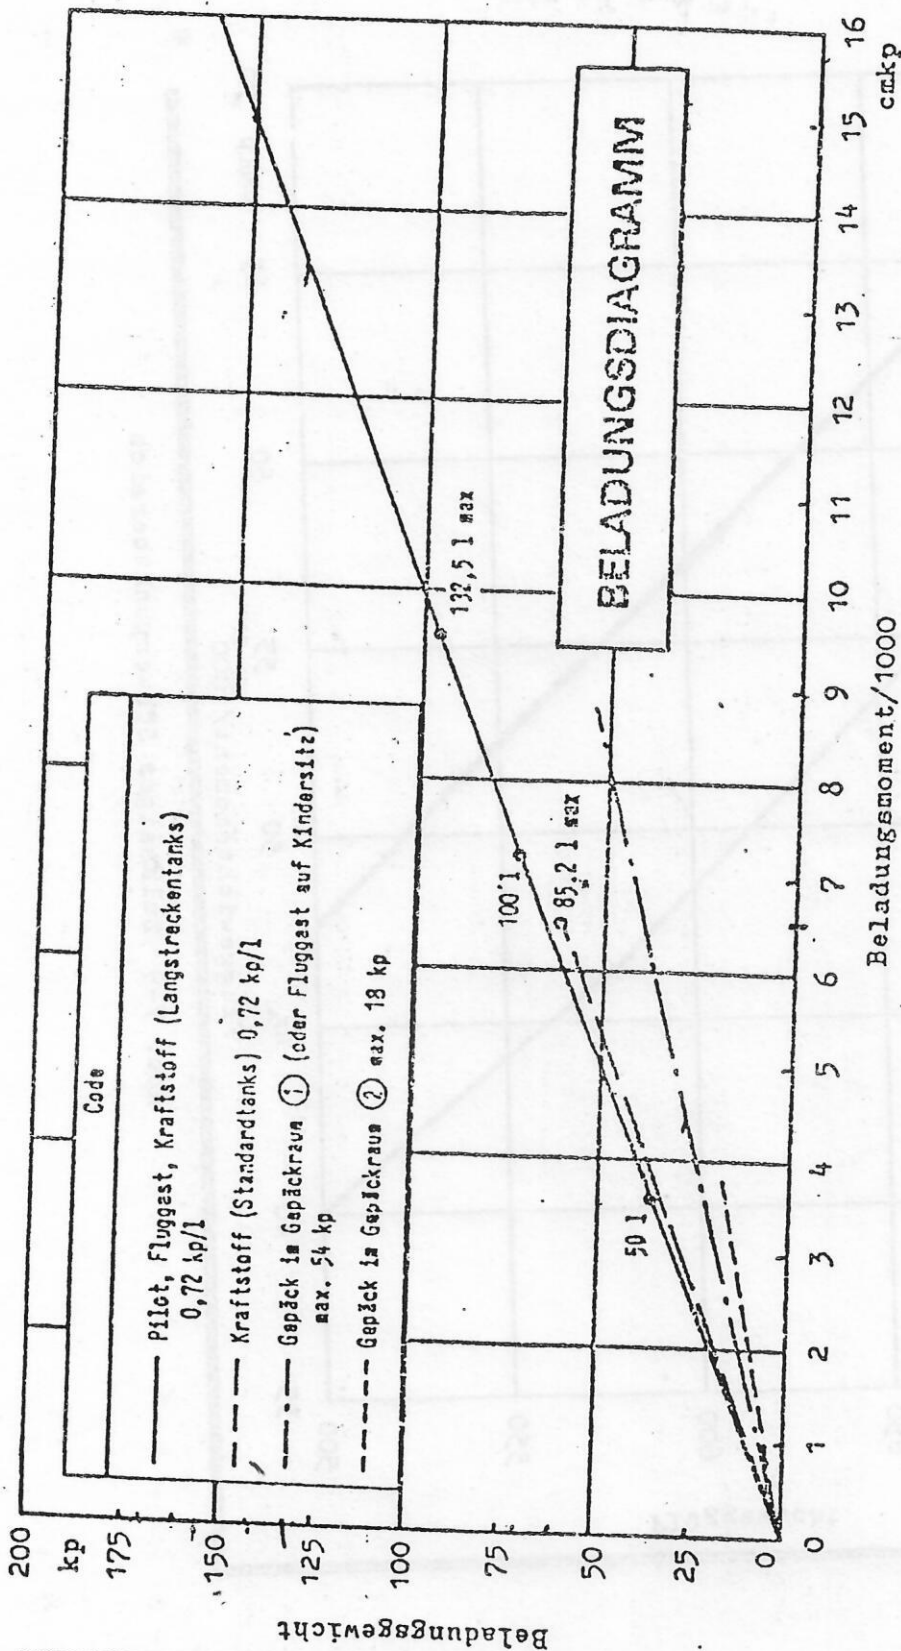 200
kp
175
150
125
100
75
50
25
0
Beladungsgewicht
Code
Pilot, Fluggast, Kraftstoff (Langstreckentanks)
0,72 kp/l
Kraftstoff (Standardtanks) 0,72 kp/l
Gepäck im Gepäckraum ① (oder Fluggast auf Kindersitz)
max. 54 kp
Gepäck im Gepäckraum ② max. 18 kp
50 l
100 l
85,2 l max
132,5 l max
BELADUNGSDIAGRAMM
0 1 2 3 4 5 6 7 8 9 10 11 12 13 14 15 16
Beladungsmoment/1000
cmkp